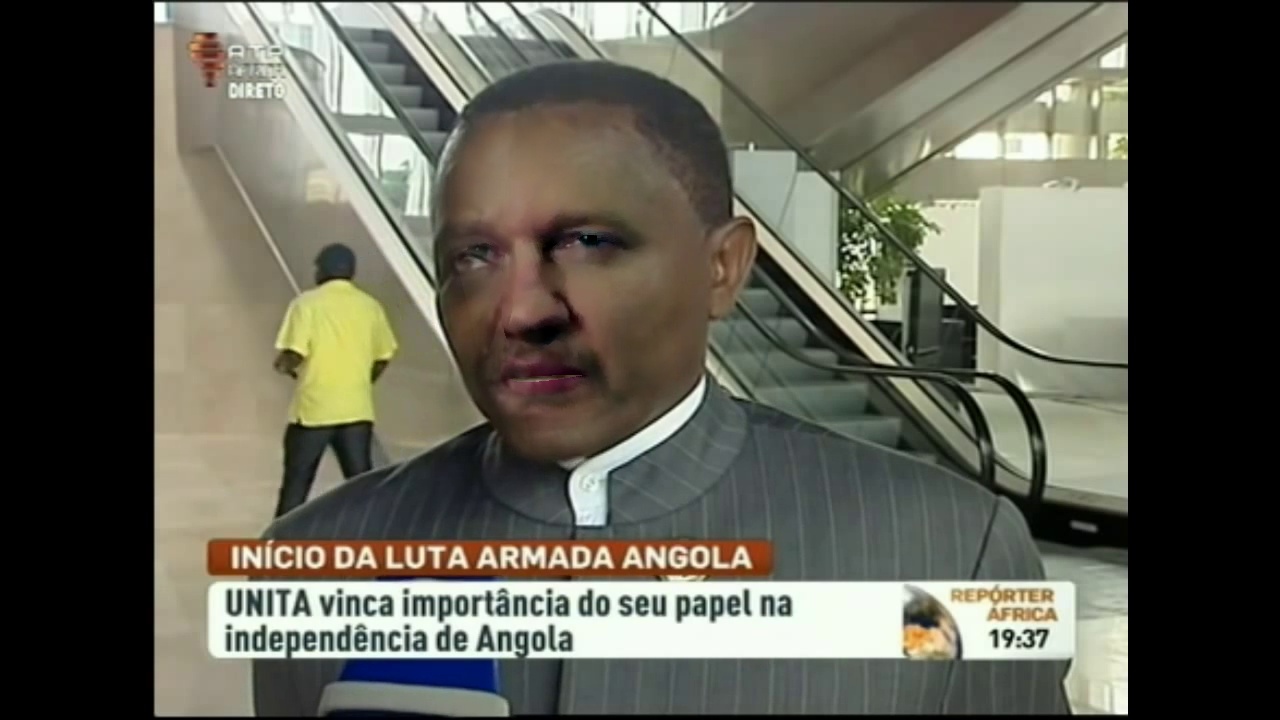 DIRETO
INÍCIO DA LUTA ARMADA ANGOLA
UNITA vinca importância do seu papel na
independência de Angola
REPÓRTER
ÁFRICA
19:37